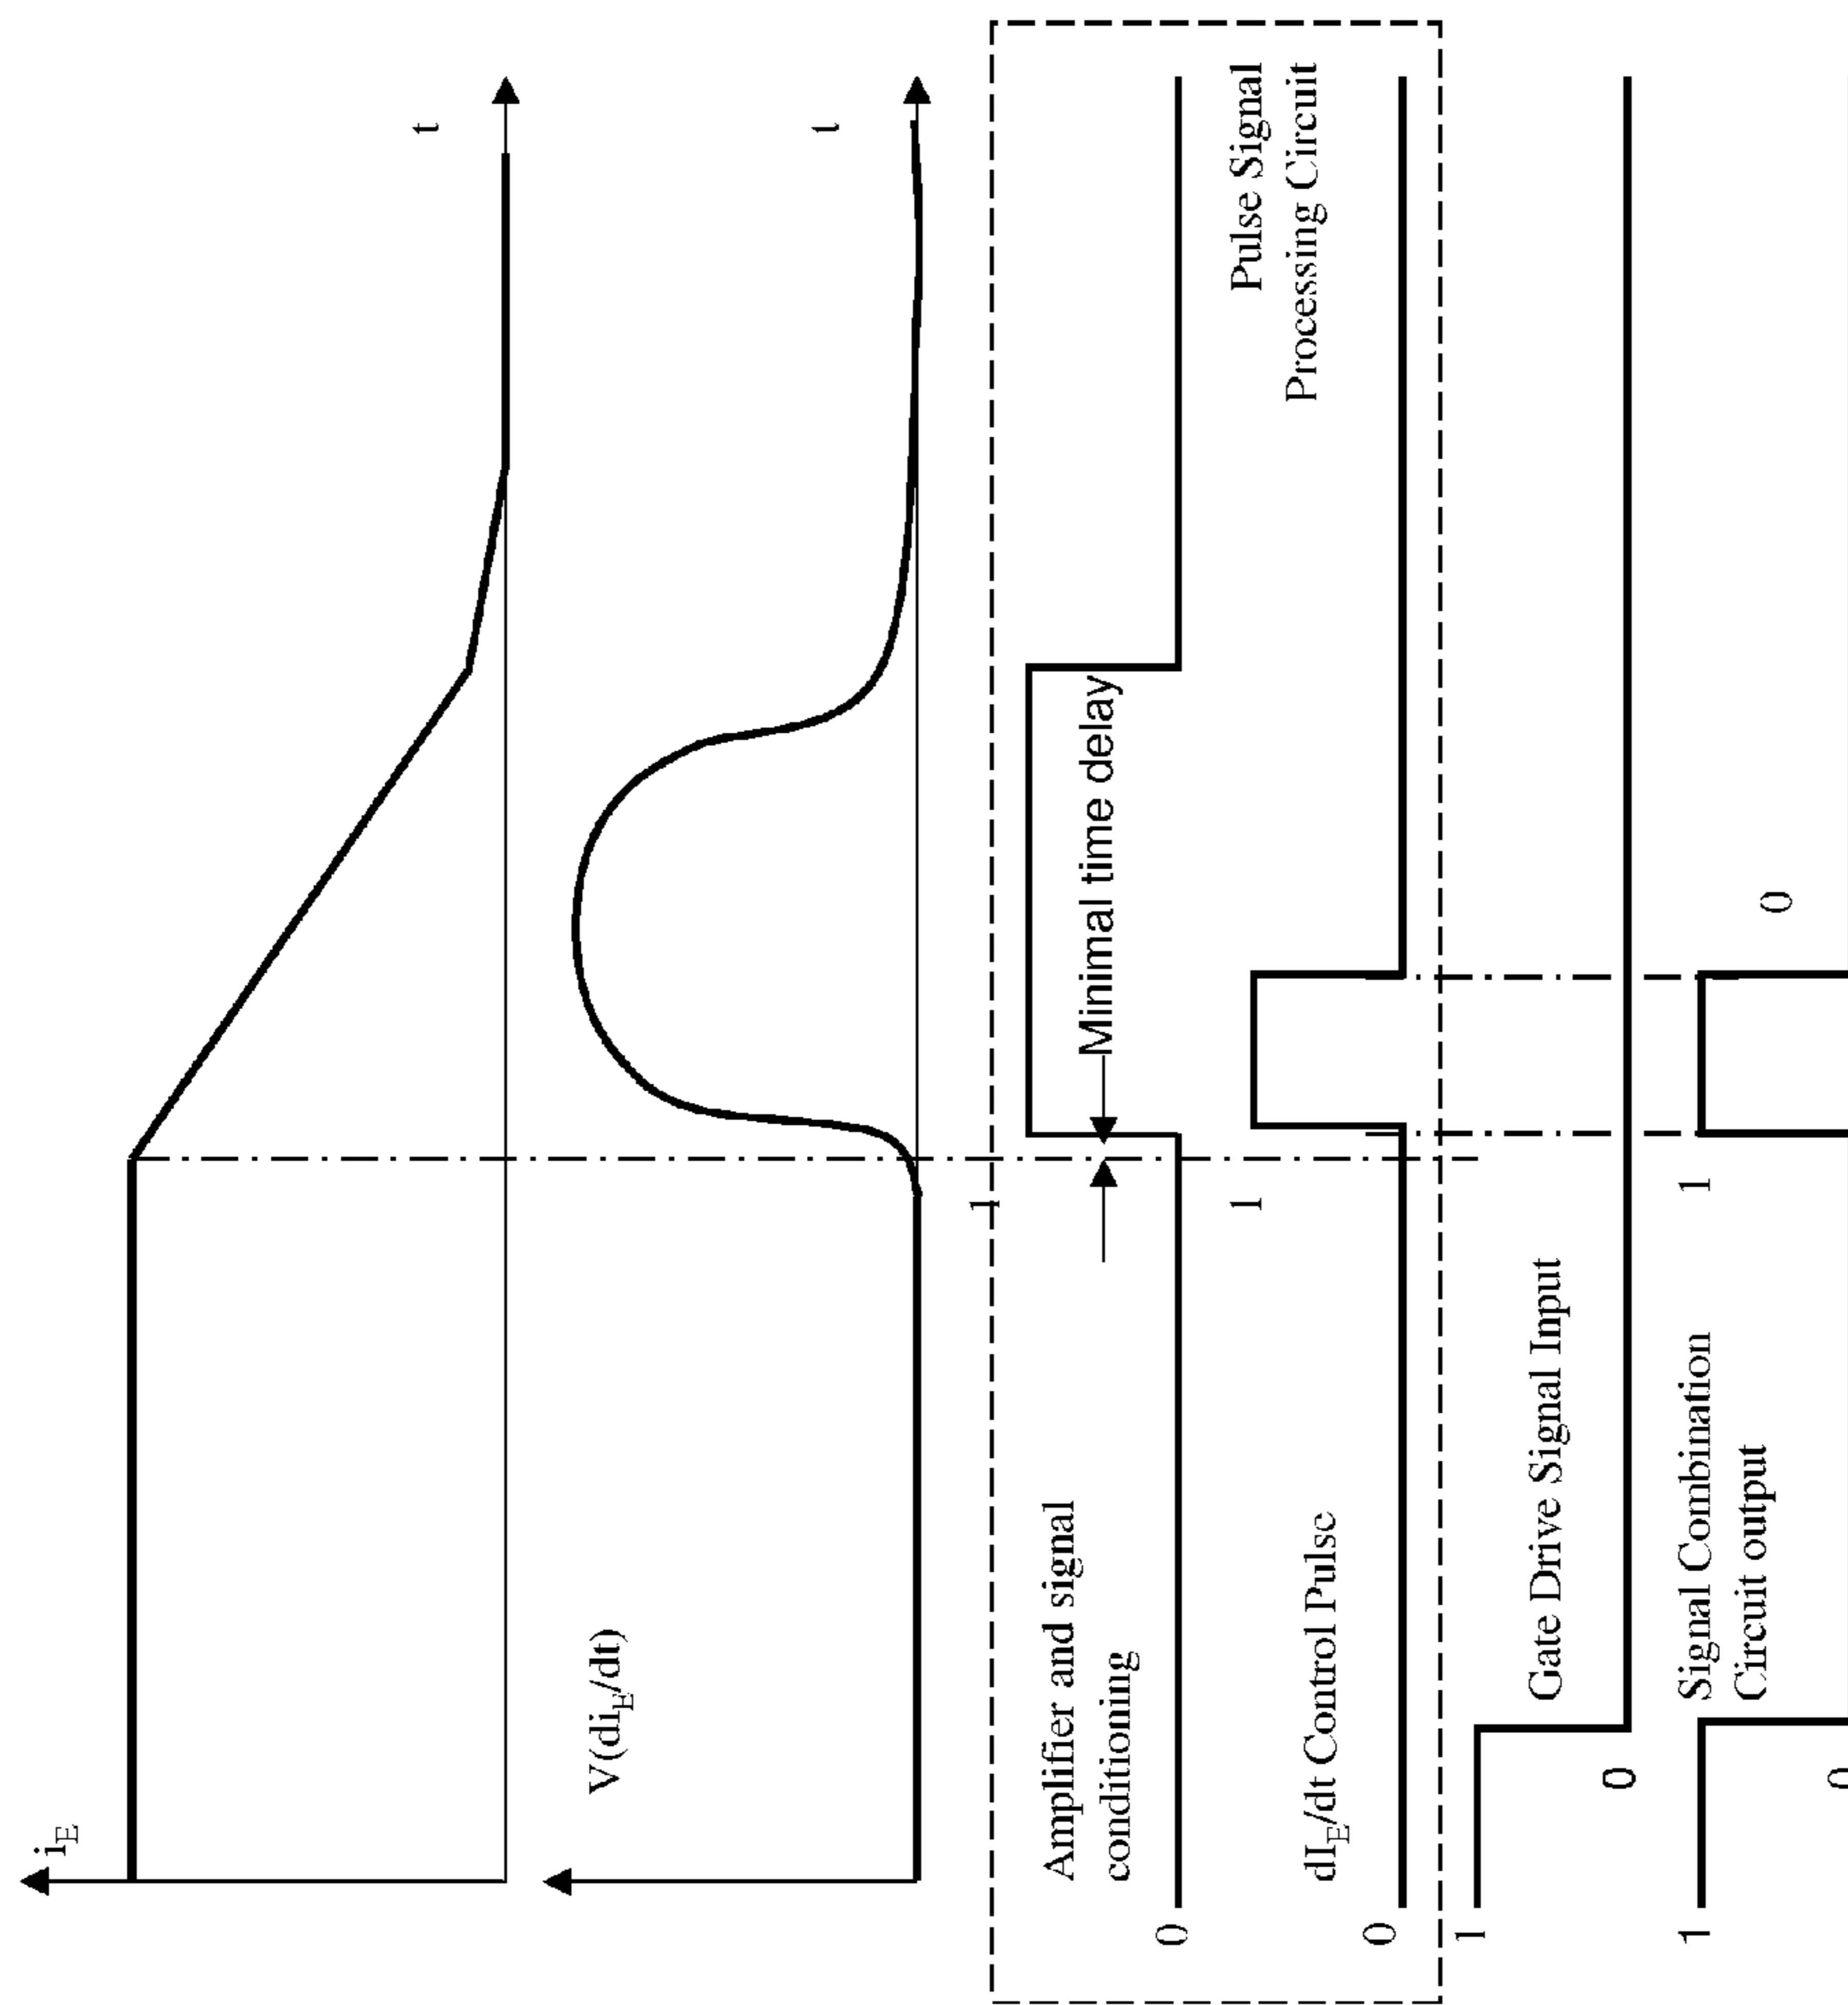 i_E
t
V(di_E/dt)
t
1
Amplifier and signal
conditioning
Minimal time delay
0
Pulse Signal
Processing Circuit
1
dI_E/dt Control Pulse
0
1
Gate Drive Signal Input
0
1
Signal Combination
Circuit output
1
0
0